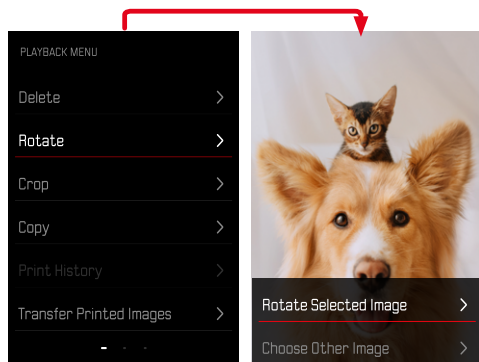 PLAYBACK MENU
Delete
Rotate
Crop
Copy
Print History
Transfer Printed Images
Rotate Selected Image
Choose Other Image